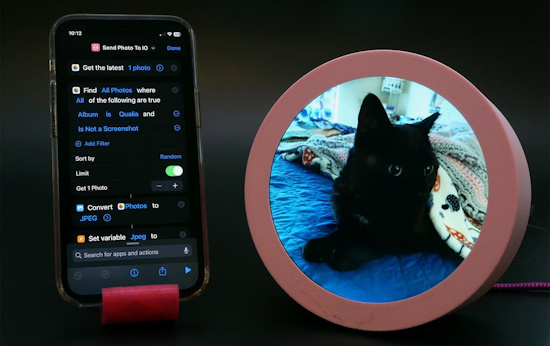 10:12
Send Photo To IO
Done
Get the latest 1 photo
Find All Photos where
All of the following are true
Album is Qualia and
Is Not a Screenshot
Add Filter
Sort by Random
Limit
Get 1 Photo
Convert Photos to
JPEG
Set variable Jpeg to
Search for apps and actions